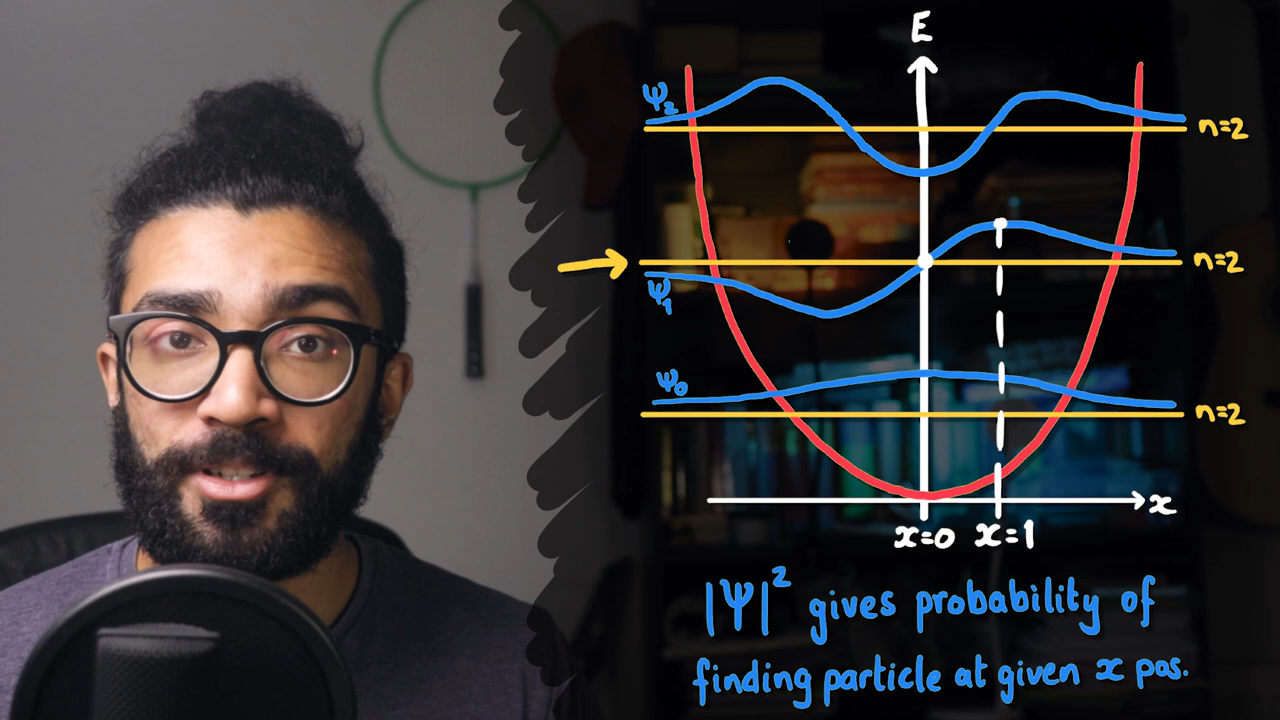 E
Ψ₂
n=2
n=2
Ψ₁
Ψ₀
n=2
x
x=0 x=1
|Ψ|² gives probability of
finding particle at given x pos.